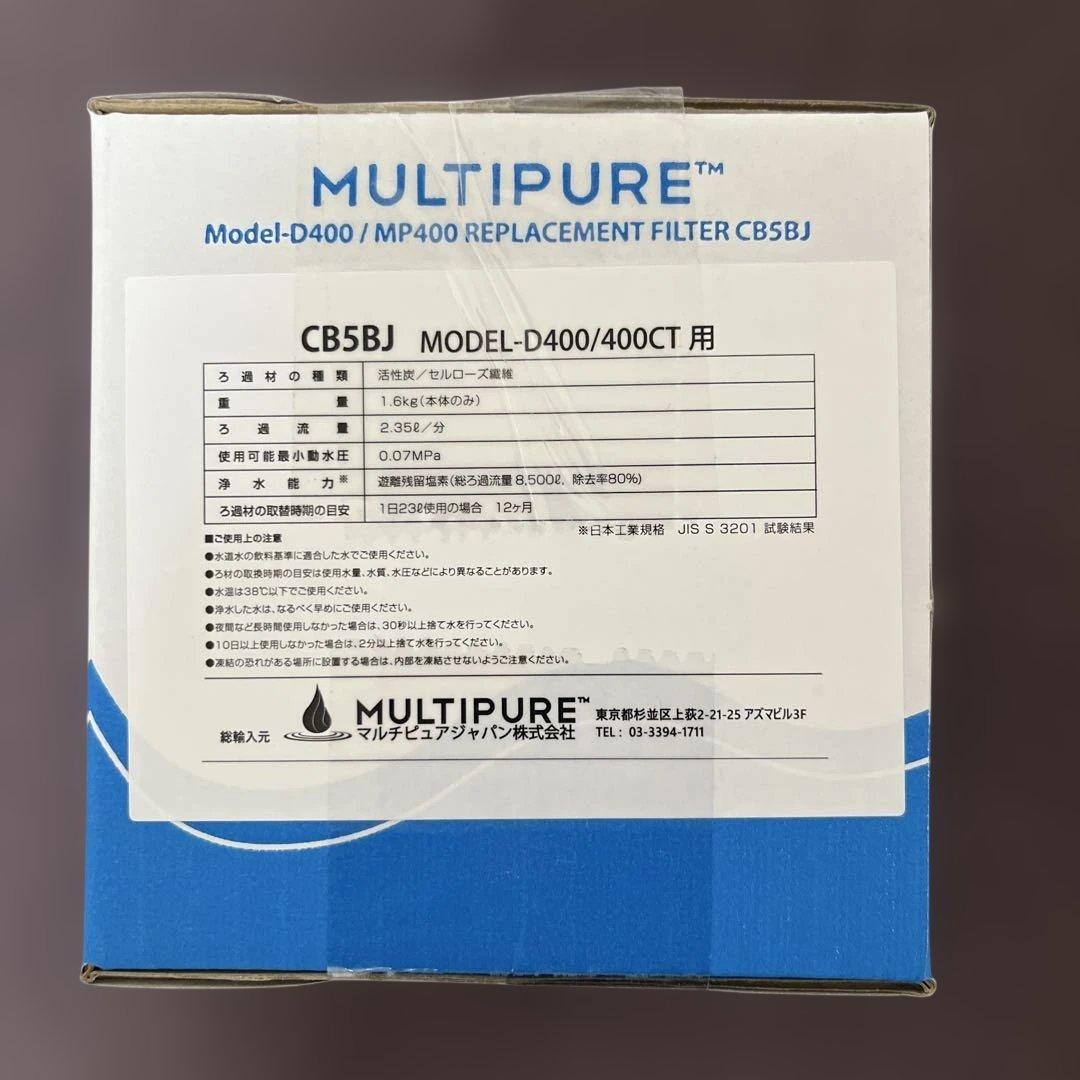 MULTIPURE™
Model-D400 / MP400 REPLACEMENT FILTER CB5BJ
CB5BJ MODEL-D400/400CT 用
ろ過材の種類 活性炭／セルローズ繊維
重量 1.6kg(本体のみ)
ろ過流量 2.35ℓ／分
使用可能最小動水圧 0.07MPa
浄水能力※ 遊離残留塩素(総ろ過流量8,500ℓ, 除去率80%)
ろ過材の取替時期の目安 1日23ℓ使用の場合 12ヶ月
※日本工業規格 JIS S 3201 試験結果
■ご使用上の注意
●水道水の飲料基準に適合した水でご使用ください。
●ろ材の取換時期の目安は使用水量、水質、水圧などにより異なることがあります。
●水温は38℃以下でご使用ください。
●浄水した水は、なるべく早めにご使用ください。
●夜間など長時間使用しなかった場合は、30秒以上捨て水を行ってください。
●10日以上使用しなかった場合は、2分以上捨て水を行ってください。
●凍結の恐れがある場所に設置する場合は、内部を凍結させないようご注意ください。
総輸入元
MULTIPURE™
マルチピュアジャパン株式会社
東京都杉並区上荻2-21-25 アズマビル3F
TEL: 03-3394-1711